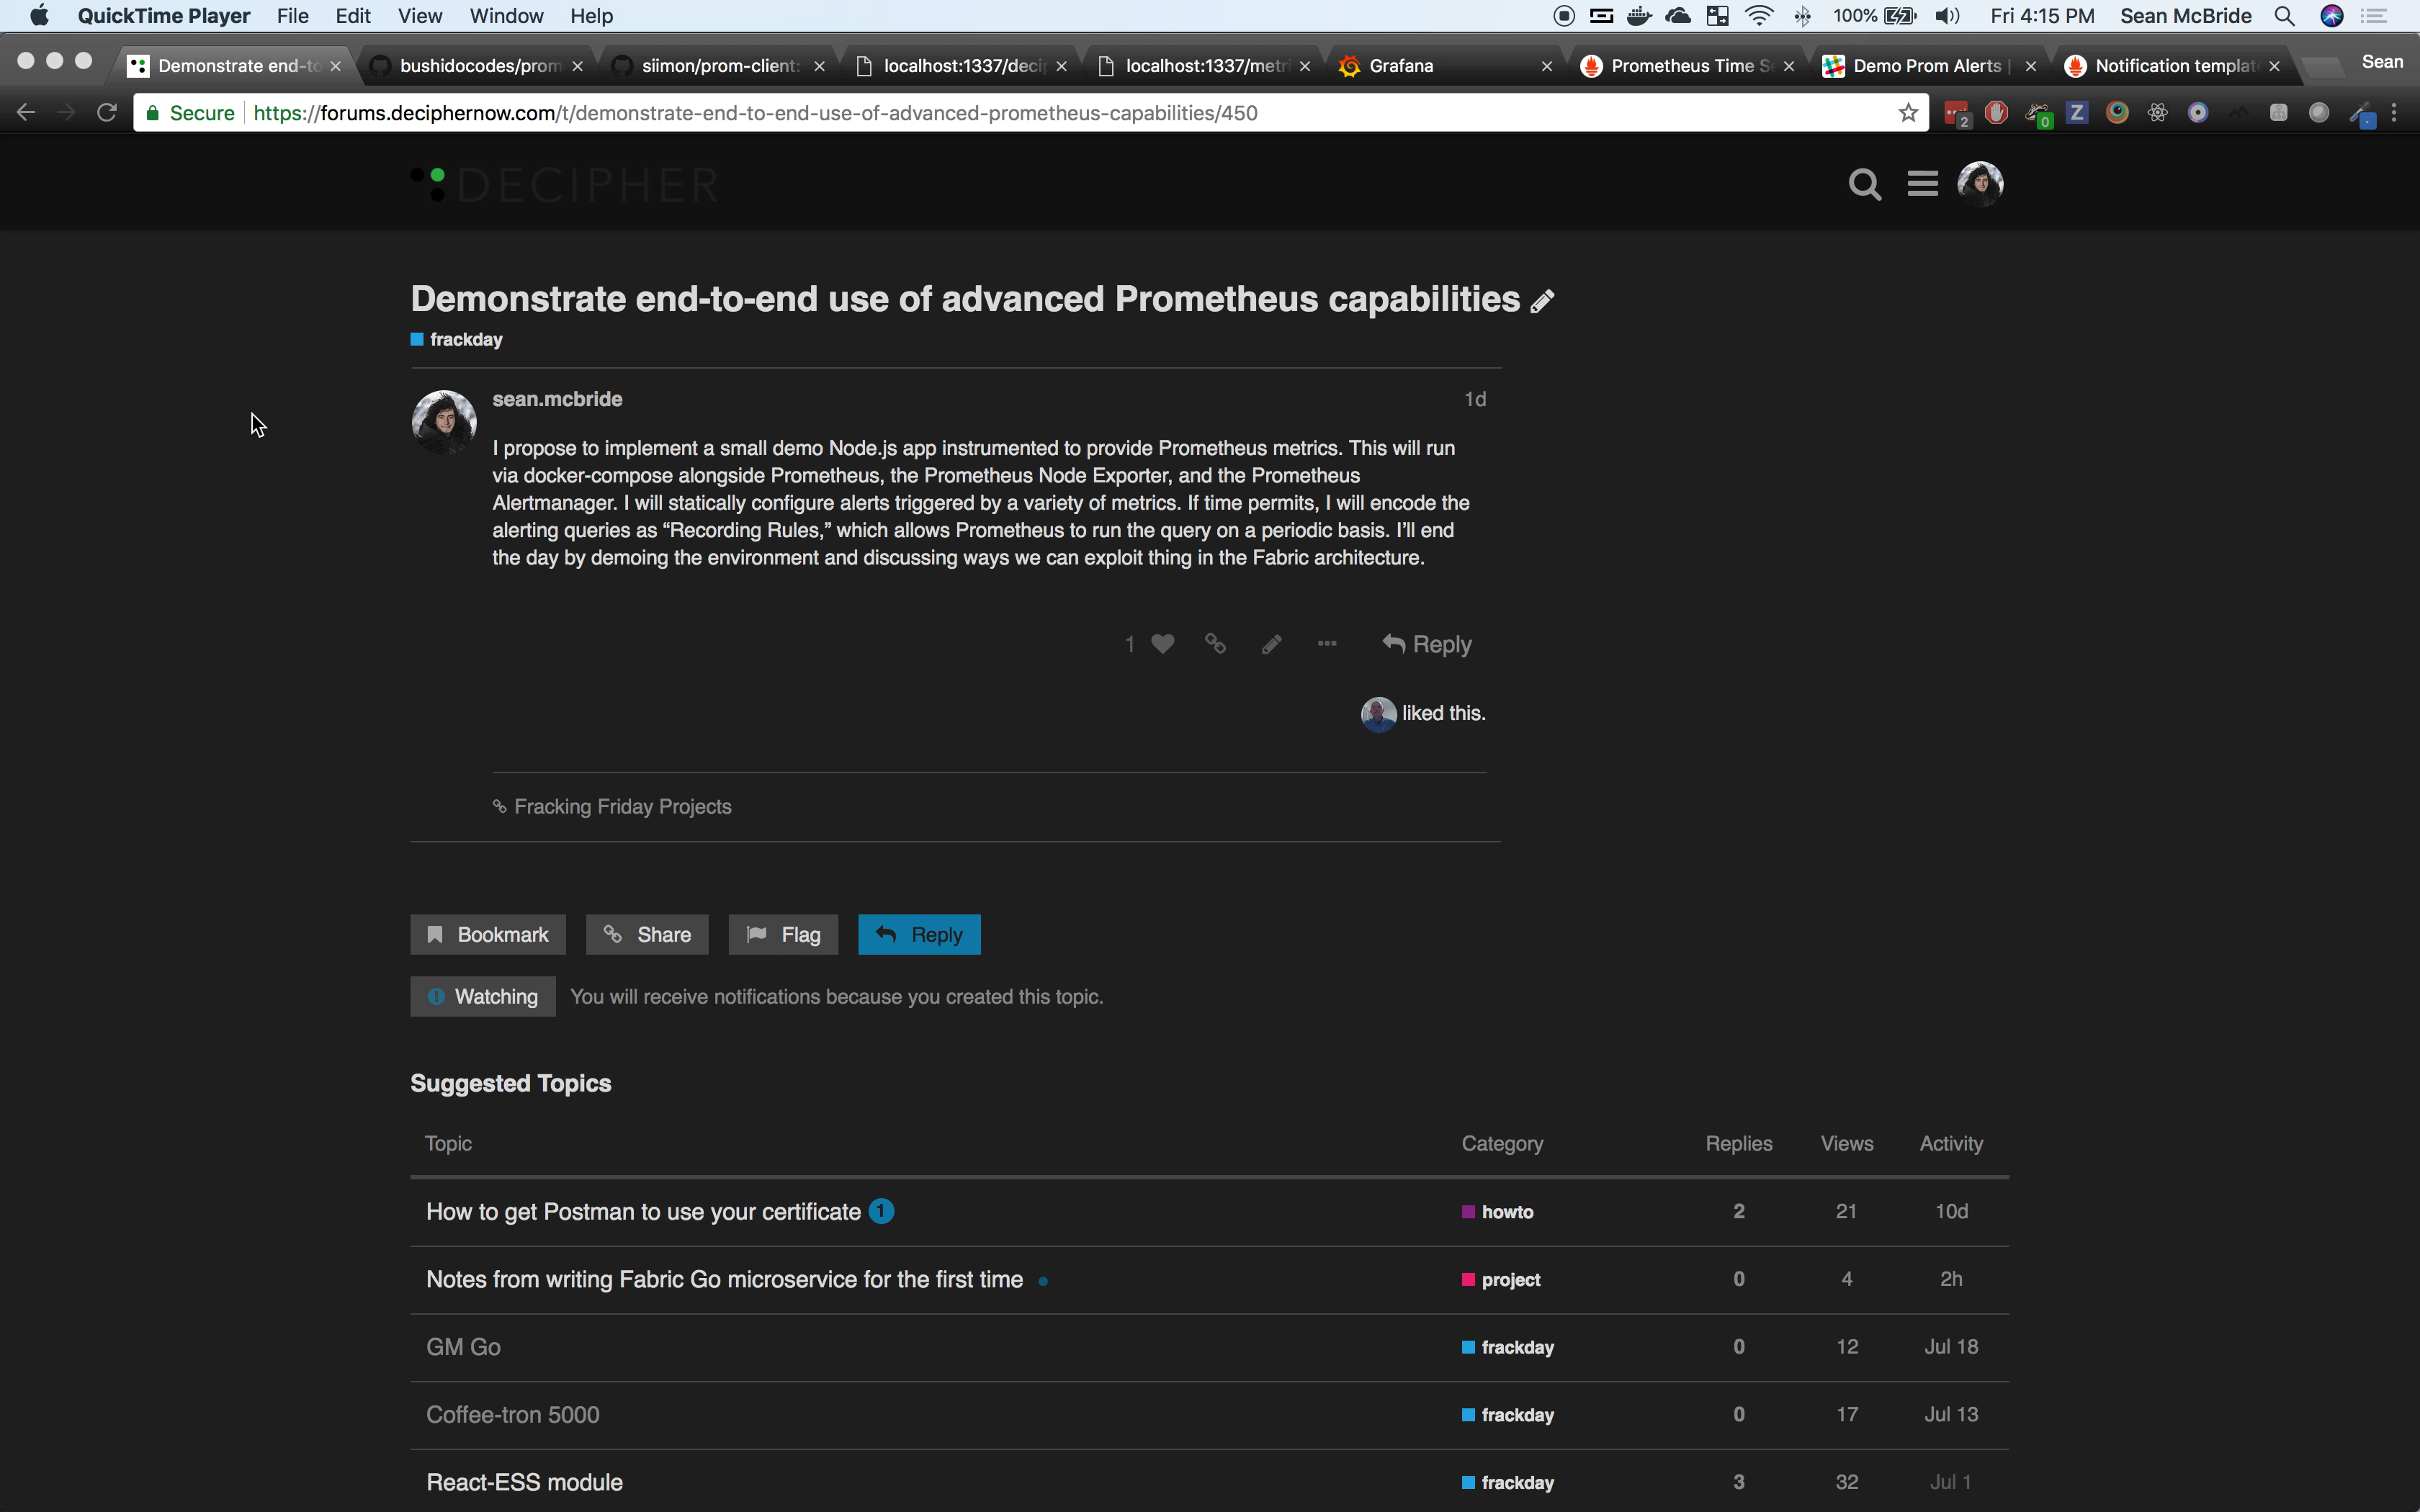 QuickTime Player File Edit View Window Help 100% Fri 4:15 PM Sean McBride
Demonstrate end-to bushidocodes/prom siimon/prom-client: localhost:1337/deci localhost:1337/met Grafana Prometheus Time S Demo Prom Alerts | Notification templat Sean
Secure https://forums.deciphernow.com/t/demonstrate-end-to-end-use-of-advanced-prometheus-capabilities/450 2 0 Z
DECIPHER
Demonstrate end-to-end use of advanced Prometheus capabilities
frackday
sean.mcbride 1d
I propose to implement a small demo Node.js app instrumented to provide Prometheus metrics. This will run
via docker-compose alongside Prometheus, the Prometheus Node Exporter, and the Prometheus
Alertmanager. I will statically configure alerts triggered by a variety of metrics. If time permits, I will encode the
alerting queries as “Recording Rules,” which allows Prometheus to run the query on a periodic basis. I'll end
the day by demoing the environment and discussing ways we can exploit thing in the Fabric architecture.
1 Reply
liked this.
Fracking Friday Projects
Bookmark Share Flag Reply
Watching You will receive notifications because you created this topic.
Suggested Topics
Topic Category Replies Views Activity
How to get Postman to use your certificate 1 howto 2 21 10d
Notes from writing Fabric Go microservice for the first time project 0 4 2h
GM Go frackday 0 12 Jul 18
Coffee-tron 5000 frackday 0 17 Jul 13
React-ESS module frackday 3 32 Jul 1